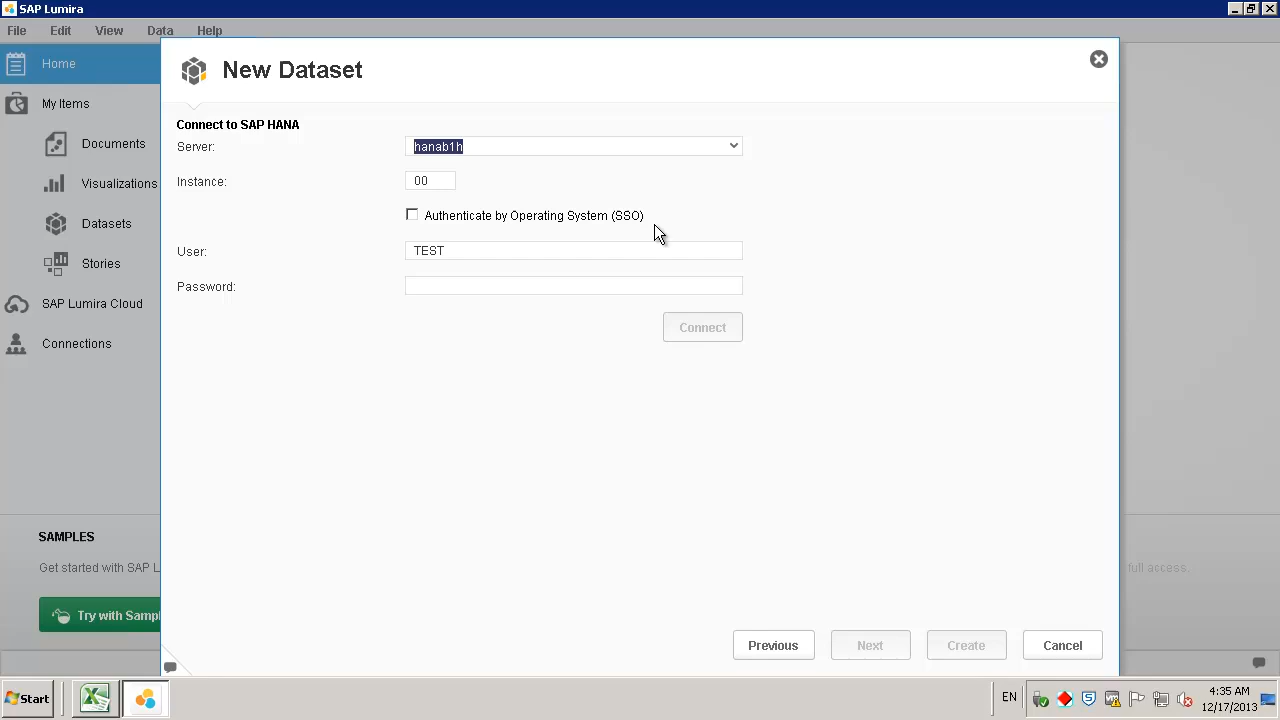 SAP Lumira
File Edit View Data Help
New Dataset
Home
My Items
Documents
Visualizations
Datasets
Stories
SAP Lumira Cloud
Connections
Connect to SAP HANA
Server: hanab1h
Instance: 00
Authenticate by Operating System (SSO)
User: TEST
Password:
Connect
SAMPLES
Get started with SAP L
full access.
Try with Sampl
Previous Next Create Cancel
Start
EN
4:35 AM
12/17/2013